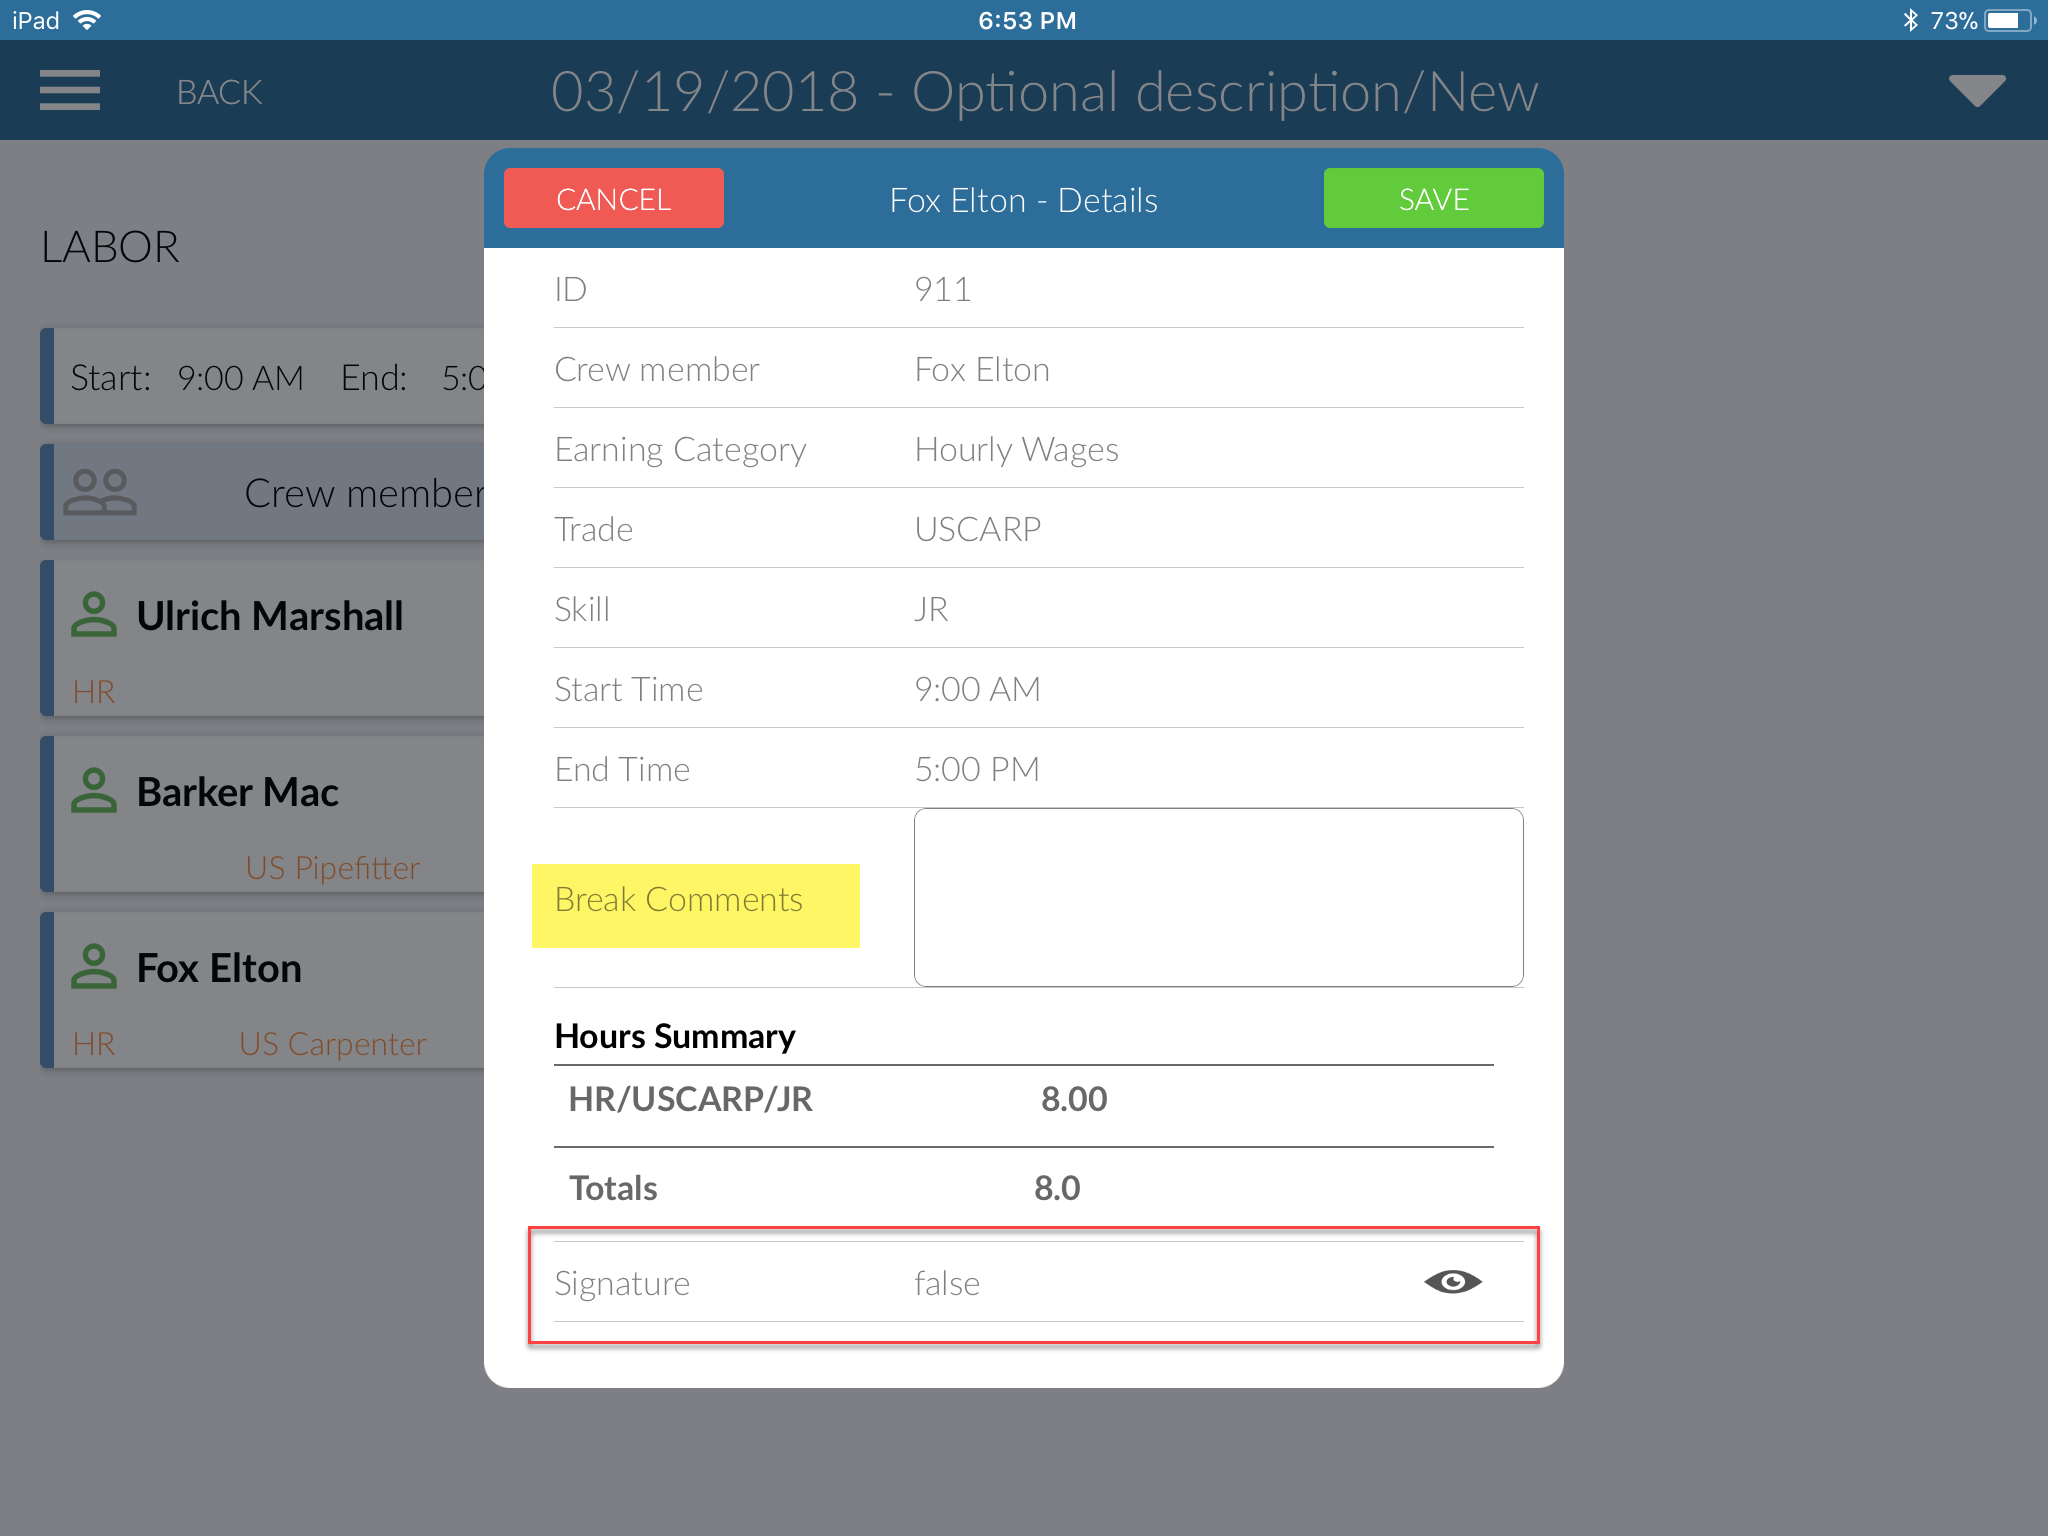 iPad 6:53 PM 73%
BACK 03/19/2018 - Optional description/New
CANCEL Fox Elton - Details SAVE
LABOR
Start: 9:00 AM End: 5:0
Crew member
Ulrich Marshall
HR
Barker Mac
US Pipefitter
Fox Elton
HR US Carpenter
ID 911
Crew member Fox Elton
Earning Category Hourly Wages
Trade USCARP
Skill JR
Start Time 9:00 AM
End Time 5:00 PM
Break Comments
Hours Summary
HR/USCARP/JR 8.00
Totals 8.0
Signature false